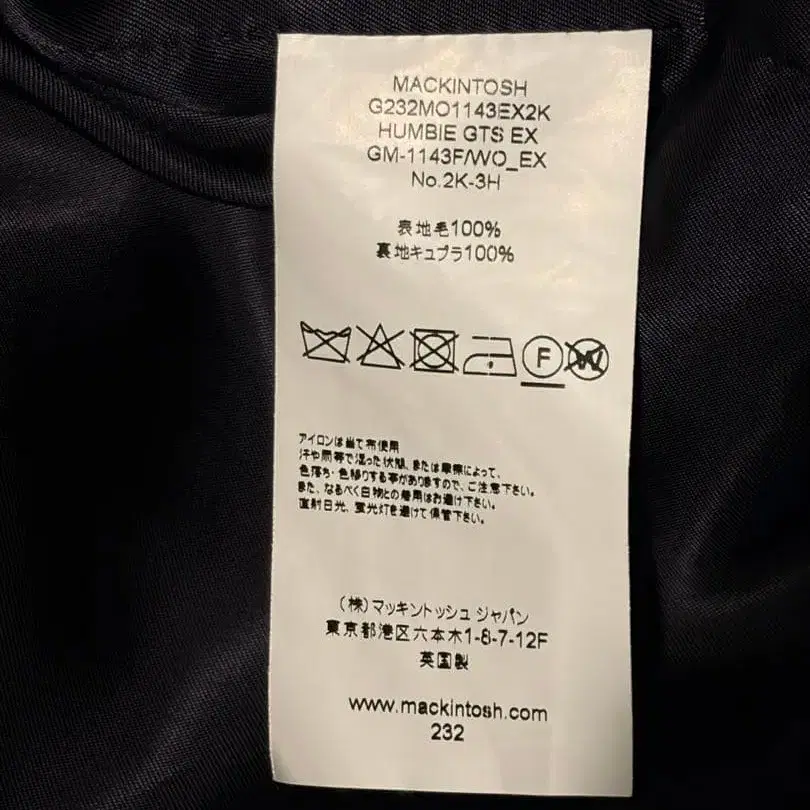 MACKINTOSH
G232MO1143EX2K
HUMBIE GTS EX
GM-1143F/WO_EX
No.2K-3H
表地毛100%
裏地キュプラ100%
F W
アイロンは当て布使用
汗や雨等で湿った状態、または摩擦によって、
色落ち・色移りする事がありますので、ご注意下さい。
また、なるべく白物との着用はお避け下さい。
直射日光、蛍光灯を避けて保管下さい。
(株)マッキントッシュ ジャパン
東京都港区六本木1-8-7-12F
英国製
www.mackintosh.com
232